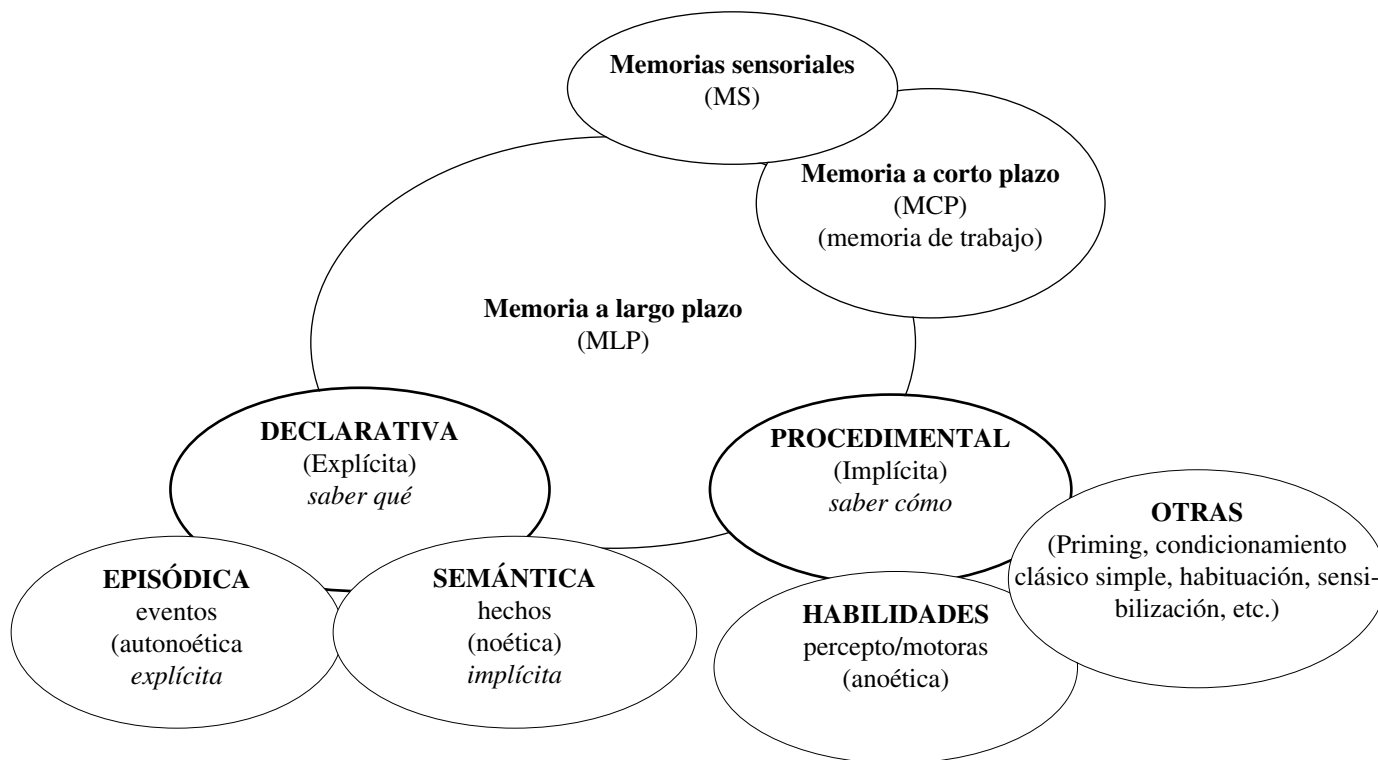 Memorias sensoriales
(MS)
Memoria a corto plazo
(MCP)
(memoria de trabajo)
Memoria a largo plazo
(MLP)
DECLARATIVA
(Explícita)
saber qué
PROCEDIMENTAL
(Implícita)
saber cómo
OTRAS
(Priming, condicionamiento
clásico simple, habituación, sensi-
bilización, etc.)
EPISÓDICA
eventos
(autonoética
explícita
SEMÁNTICA
hechos
(noética)
implícita
HABILIDADES
percepto/motoras
(anoética)